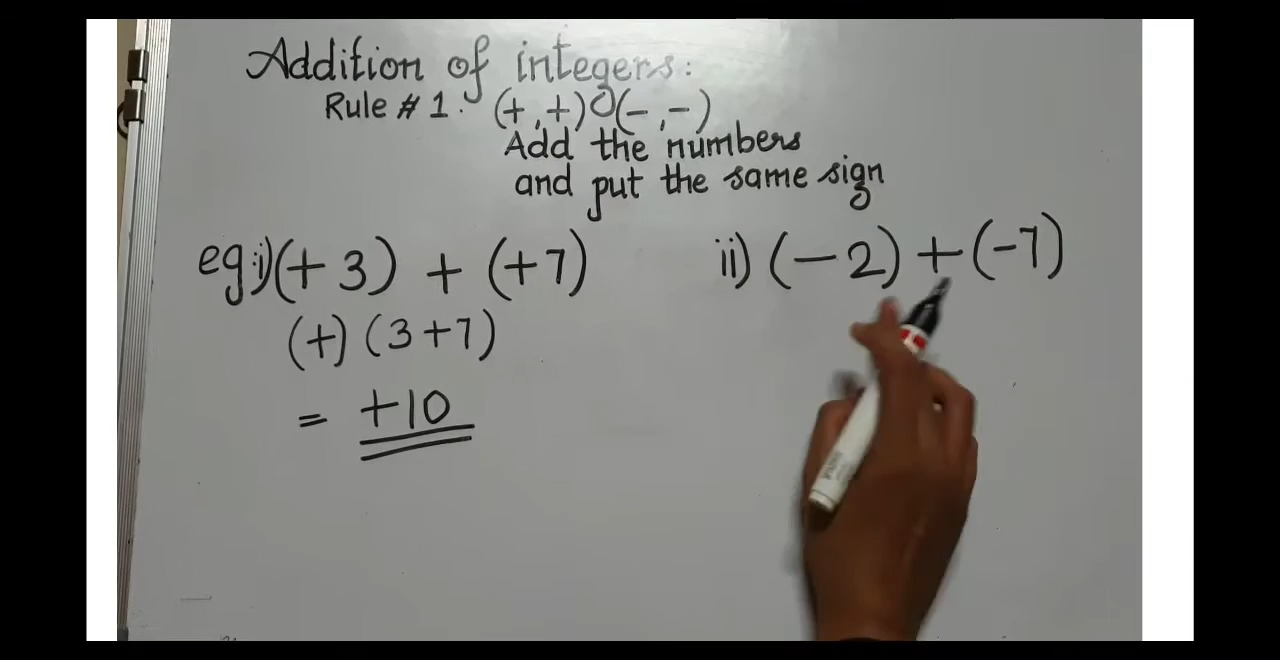 Addition of integers:
Rule # 1. (+,+) (-,-)
Add the numbers
and put the same sign
eg:i) (+3) + (+7)
(+) (3+7)
= +10
ii) (-2) + (-7)